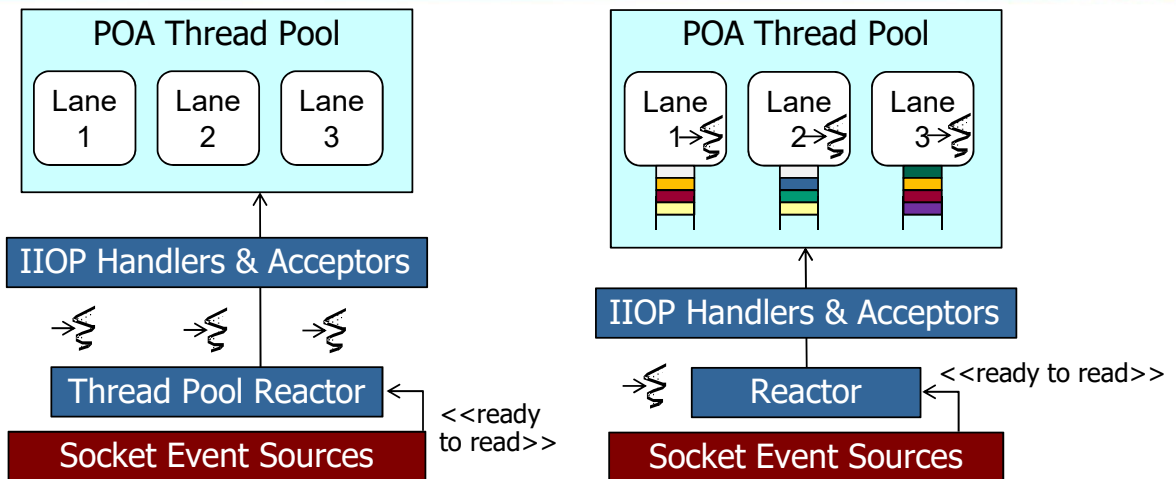 POA Thread Pool
Lane
1
Lane
2
Lane
3
IIOP Handlers & Acceptors
Thread Pool Reactor
<<ready
to read>>
Socket Event Sources
POA Thread Pool
Lane
1
Lane
2
Lane
3
IIOP Handlers & Acceptors
<<ready to read>>
Reactor
Socket Event Sources